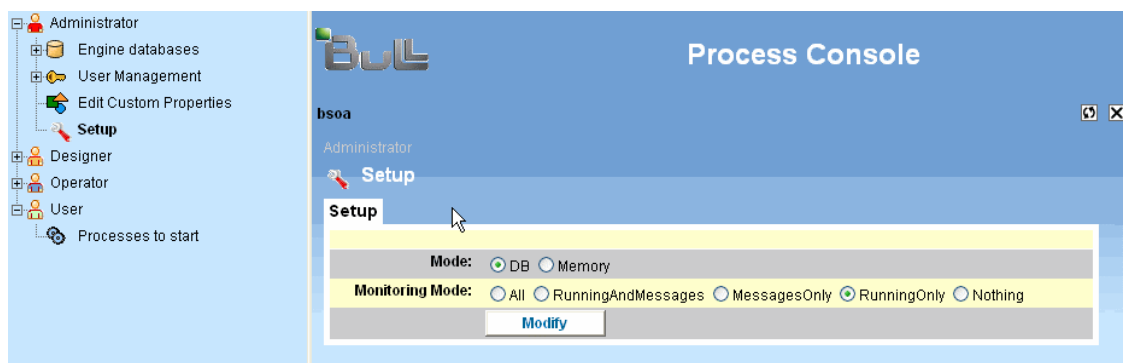 Administrator
Engine databases
User Management
Edit Custom Properties
Setup
Designer
Operator
User
Processes to start
Bull
Process Console
bsoa
Administrator
Setup
Setup
Mode: DB Memory
Monitoring Mode: All RunningAndMessages MessagesOnly RunningOnly Nothing
Modify